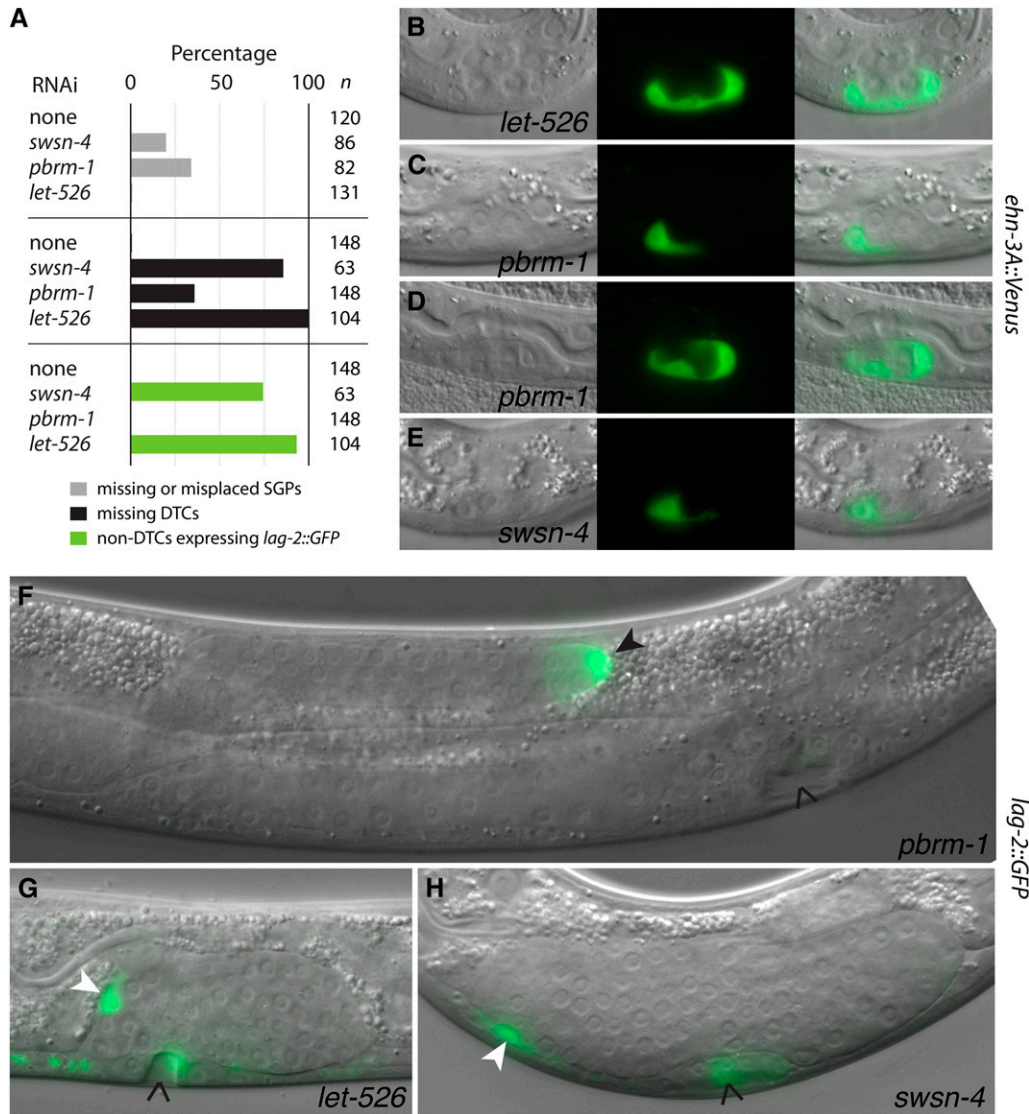 A
Percentage
RNAi 0 50 100 n
none 120
swsn-4 86
pbrm-1 82
let-526 131
none 148
swsn-4 63
pbrm-1 148
let-526 104
none 148
swsn-4 63
pbrm-1 148
let-526 104
missing or misplaced SGPs
missing DTCs
non-DTCs expressing lag-2::GFP
B
let-526
C
pbrm-1
D
pbrm-1
E
swsn-4
ehn-3A::Venus
F
pbrm-1
G
let-526
H
swsn-4
lag-2::GFP